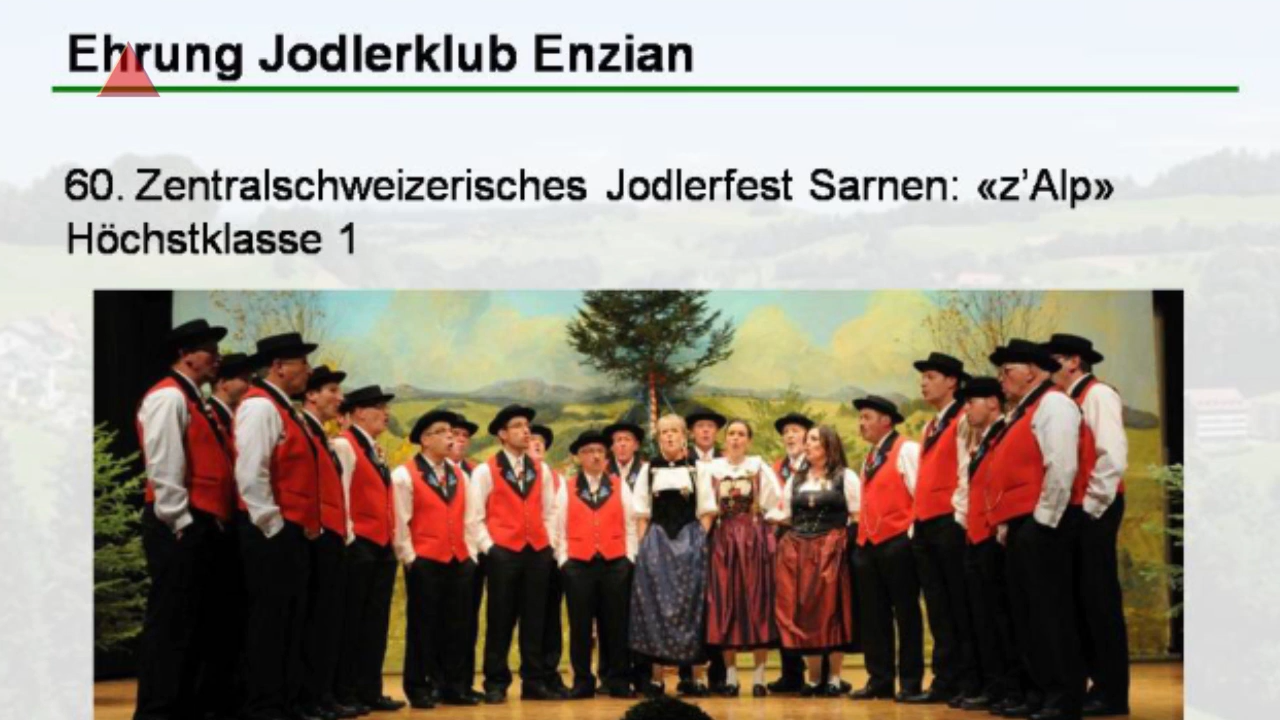 Ehrung Jodlerklub Enzian
60. Zentralschweizerisches Jodlerfest Sarnen: «z’Alp»
Höchstklasse 1